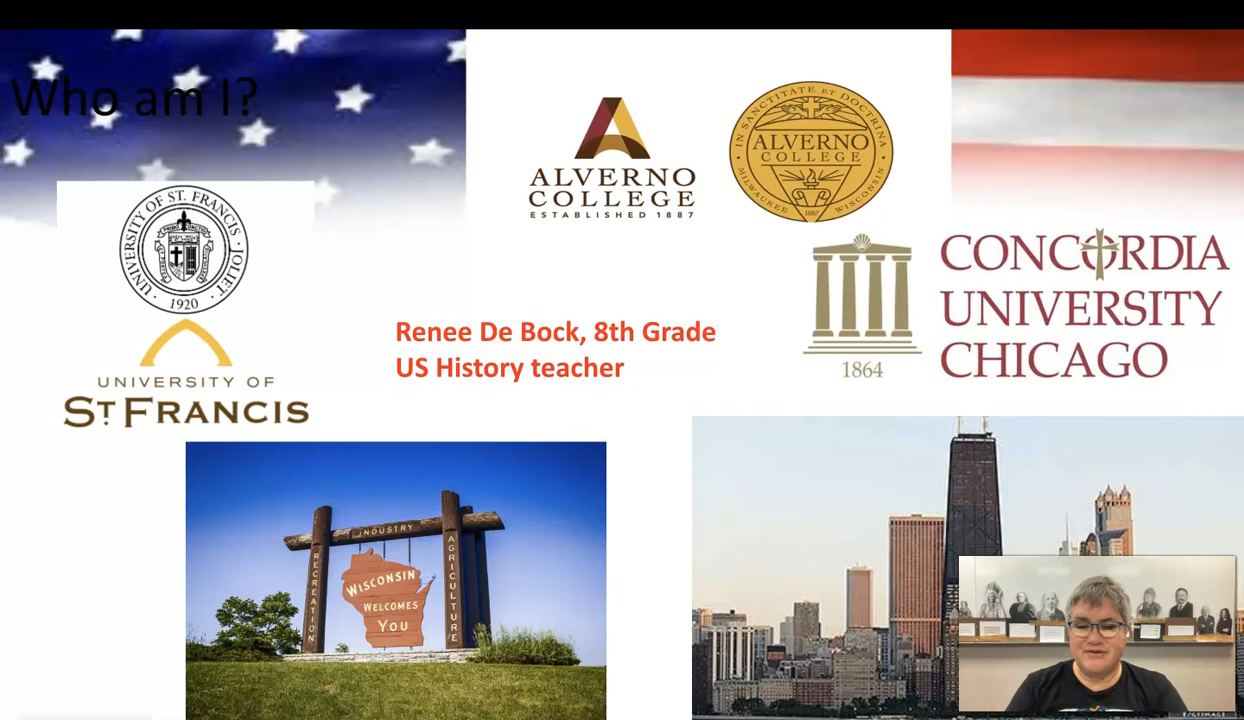 Who am I?
ALVERNO
COLLEGE
ESTABLISHED 1887
IN SANCTITATE ET DOCTRINA
ALVERNO
COLLEGE
MILWAUKEE WISCONSIN
1887
UNIVERSITY OF ST. FRANCIS · JOLIET ·
1920
UNIVERSITY OF
ST. FRANCIS
CONCORDIA
UNIVERSITY
CHICAGO
1864
Renee De Bock, 8th Grade
US History teacher
INDUSTRY
RECREATION
AGRICULTURE
WISCONSIN
WELCOMES
YOU